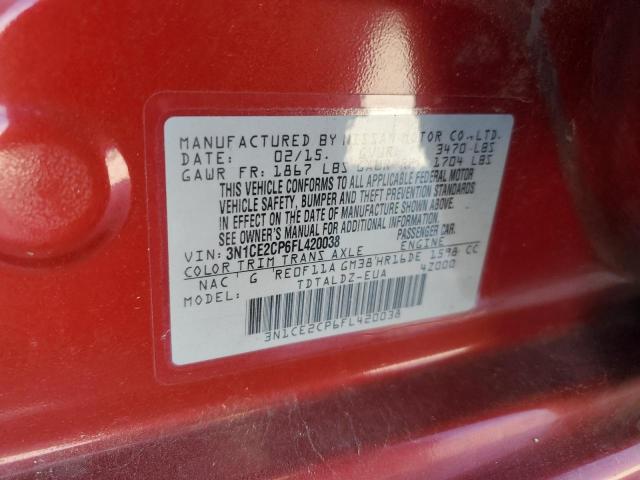 MANUFACTURED BY NISSAN MOTOR CO.,LTD.
DATE: 02/15. GVWR: 3470 LBS
GAWR FR: 1867 LBS GAWR RR: 1704 LBS
THIS VEHICLE CONFORMS TO ALL APPLICABLE FEDERAL MOTOR
VEHICLE SAFETY, BUMPER AND THEFT PREVENTION STANDARDS
IN EFFECT ON THE DATE OF MANUFACTURE SHOWN ABOVE.
SEE OWNER'S MANUAL FOR ADDITIONAL INFORMATION
VIN: 3N1CE2CP6FL420038 PASSENGER CAR.
COLOR TRIM TRANS AXLE ENGINE
NAC G RE0F11A GM38 HR16DE 1598 CC
MODEL: TDTALDZ-EUA 42000
3N1CE2CP6FL420038